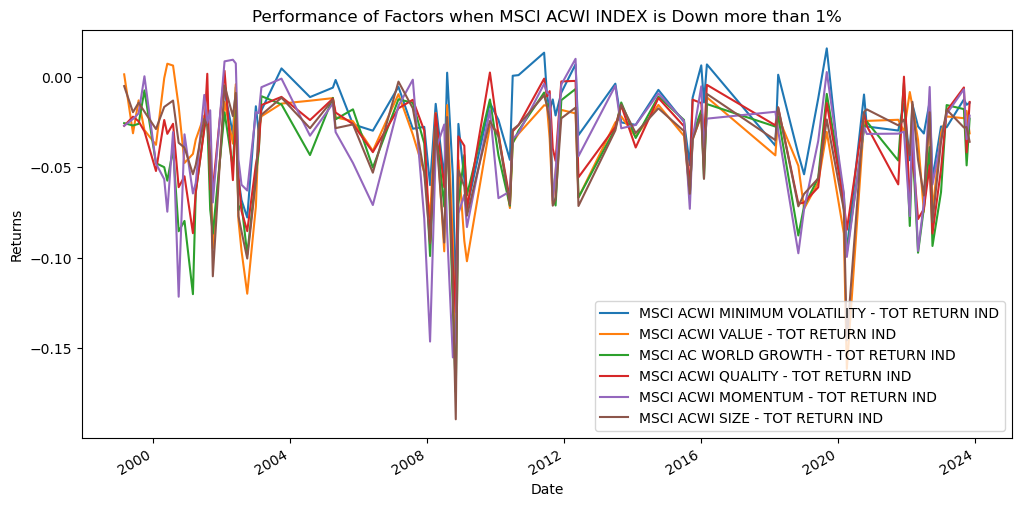 Performance of Factors when MSCI ACWI INDEX is Down more than 1%
Returns
0.00
−0.05
−0.10
−0.15
MSCI ACWI MINIMUM VOLATILITY - TOT RETURN IND
MSCI ACWI VALUE - TOT RETURN IND
MSCI AC WORLD GROWTH - TOT RETURN IND
MSCI ACWI QUALITY - TOT RETURN IND
MSCI ACWI MOMENTUM - TOT RETURN IND
MSCI ACWI SIZE - TOT RETURN IND
2000
2004
2008
2012
2016
2020
2024
Date